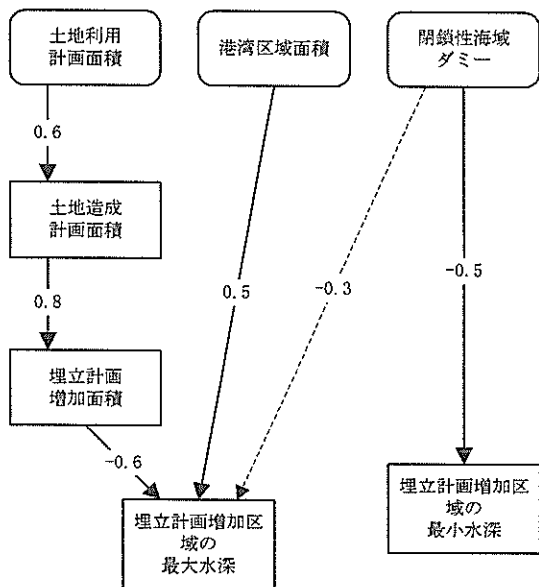 土地利用
計画面積
港湾区域面積
閉鎖性海域
ダミー
0.6
土地造成
計画面積
0.8
0.5
-0.3
-0.5
埋立計画
増加面積
-0.6
埋立計画増加区
域の
最大水深
埋立計画増加区
域の
最小水深